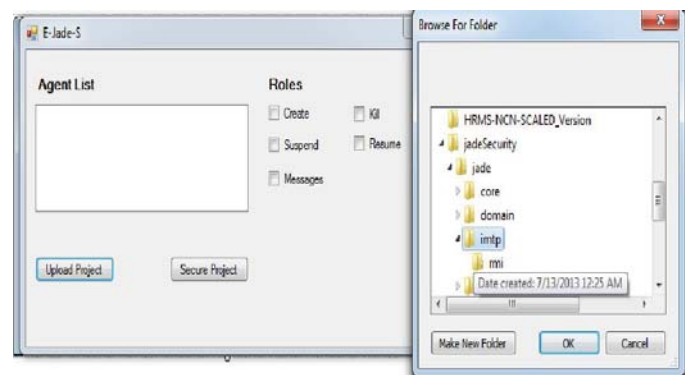 E-Jade-S
Agent List
Roles
Create
Kill
Suspend
Resume
Messages
Upload Project
Secure Project
Browse For Folder
X
HRMS-NCN-SCALED_Version
jadeSecurity
jade
core
domain
imtp
rmi
Date created: 7/13/2013 12:25 AM
Make New Folder
OK
Cancel